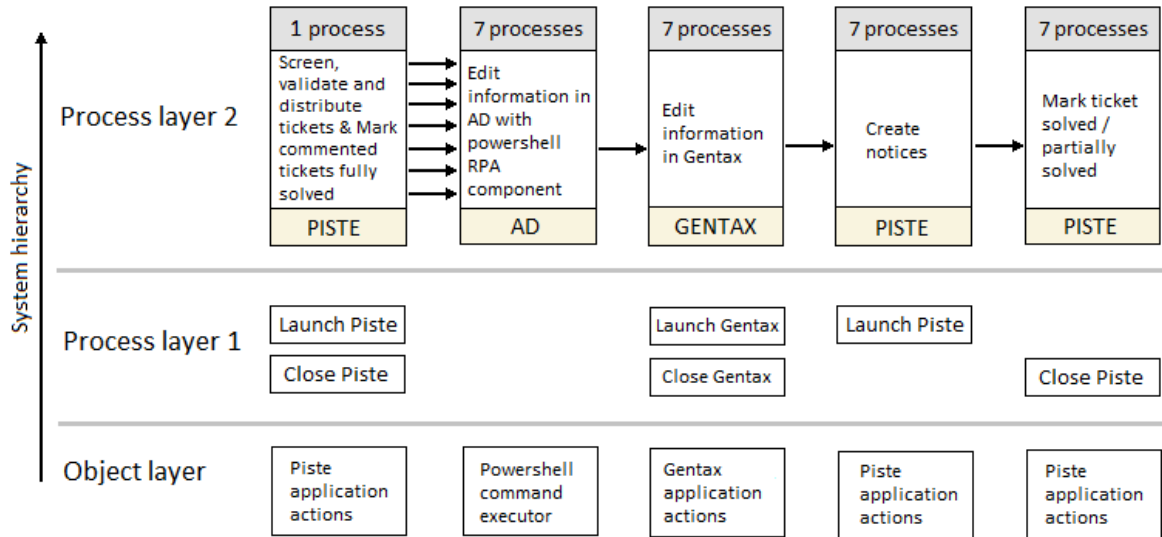 1 process
7 processes
7 processes
7 processes
7 processes
System hierarchy
Process layer 2
Screen,
validate and
distribute
tickets & Mark
commented
tickets fully
solved
Edit
information in
AD with
powershell
RPA
component
Edit
information
in Gentax
Create
notices
Mark ticket
solved /
partially
solved
PISTE
AD
GENTAX
PISTE
PISTE
Process layer 1
Launch Piste
Launch Gentax
Launch Piste
Close Piste
Close Gentax
Close Piste
Object layer
Piste
application
actions
Powershell
command
executor
Gentax
application
actions
Piste
application
actions
Piste
application
actions